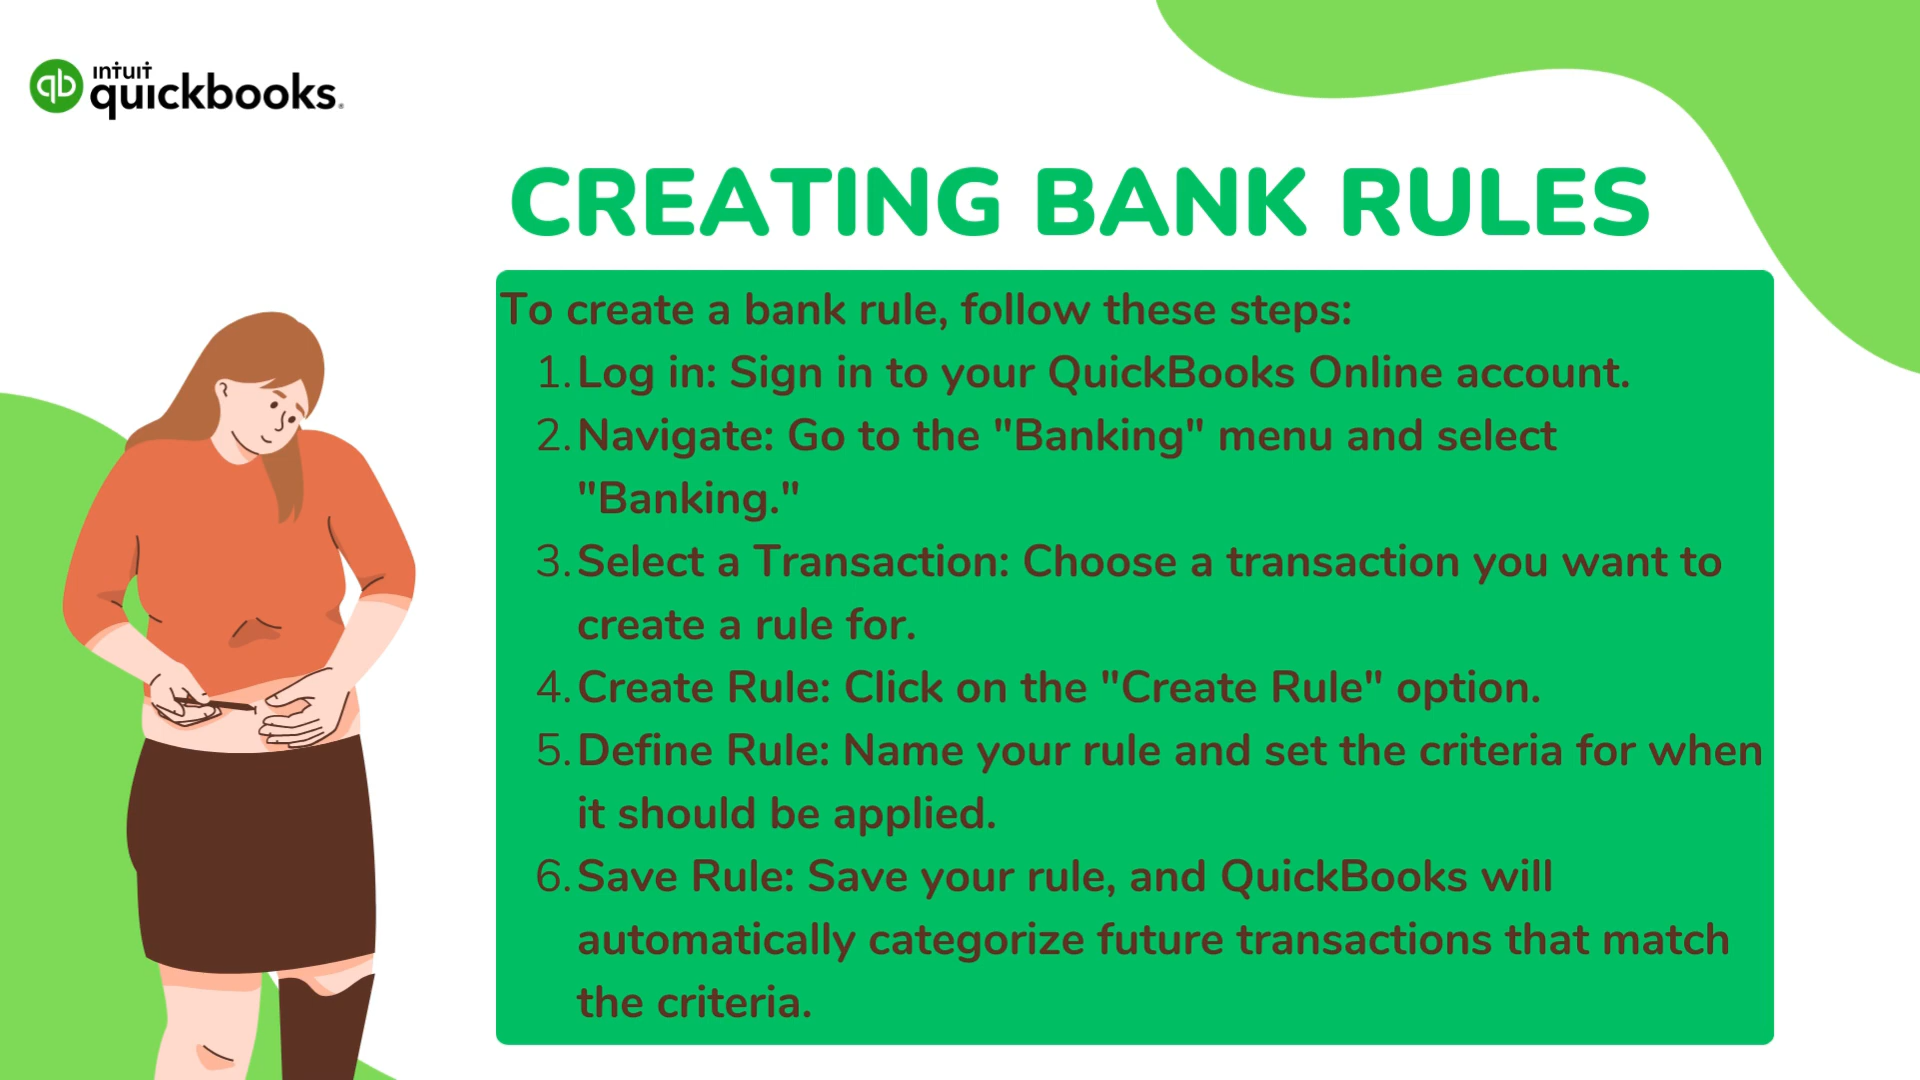 intuit
quickbooks.
CREATING BANK RULES
To create a bank rule, follow these steps:
1. Log in: Sign in to your QuickBooks Online account.
2. Navigate: Go to the "Banking" menu and select
"Banking."
3. Select a Transaction: Choose a transaction you want to
create a rule for.
4. Create Rule: Click on the "Create Rule" option.
5. Define Rule: Name your rule and set the criteria for when
it should be applied.
6. Save Rule: Save your rule, and QuickBooks will
automatically categorize future transactions that match
the criteria.